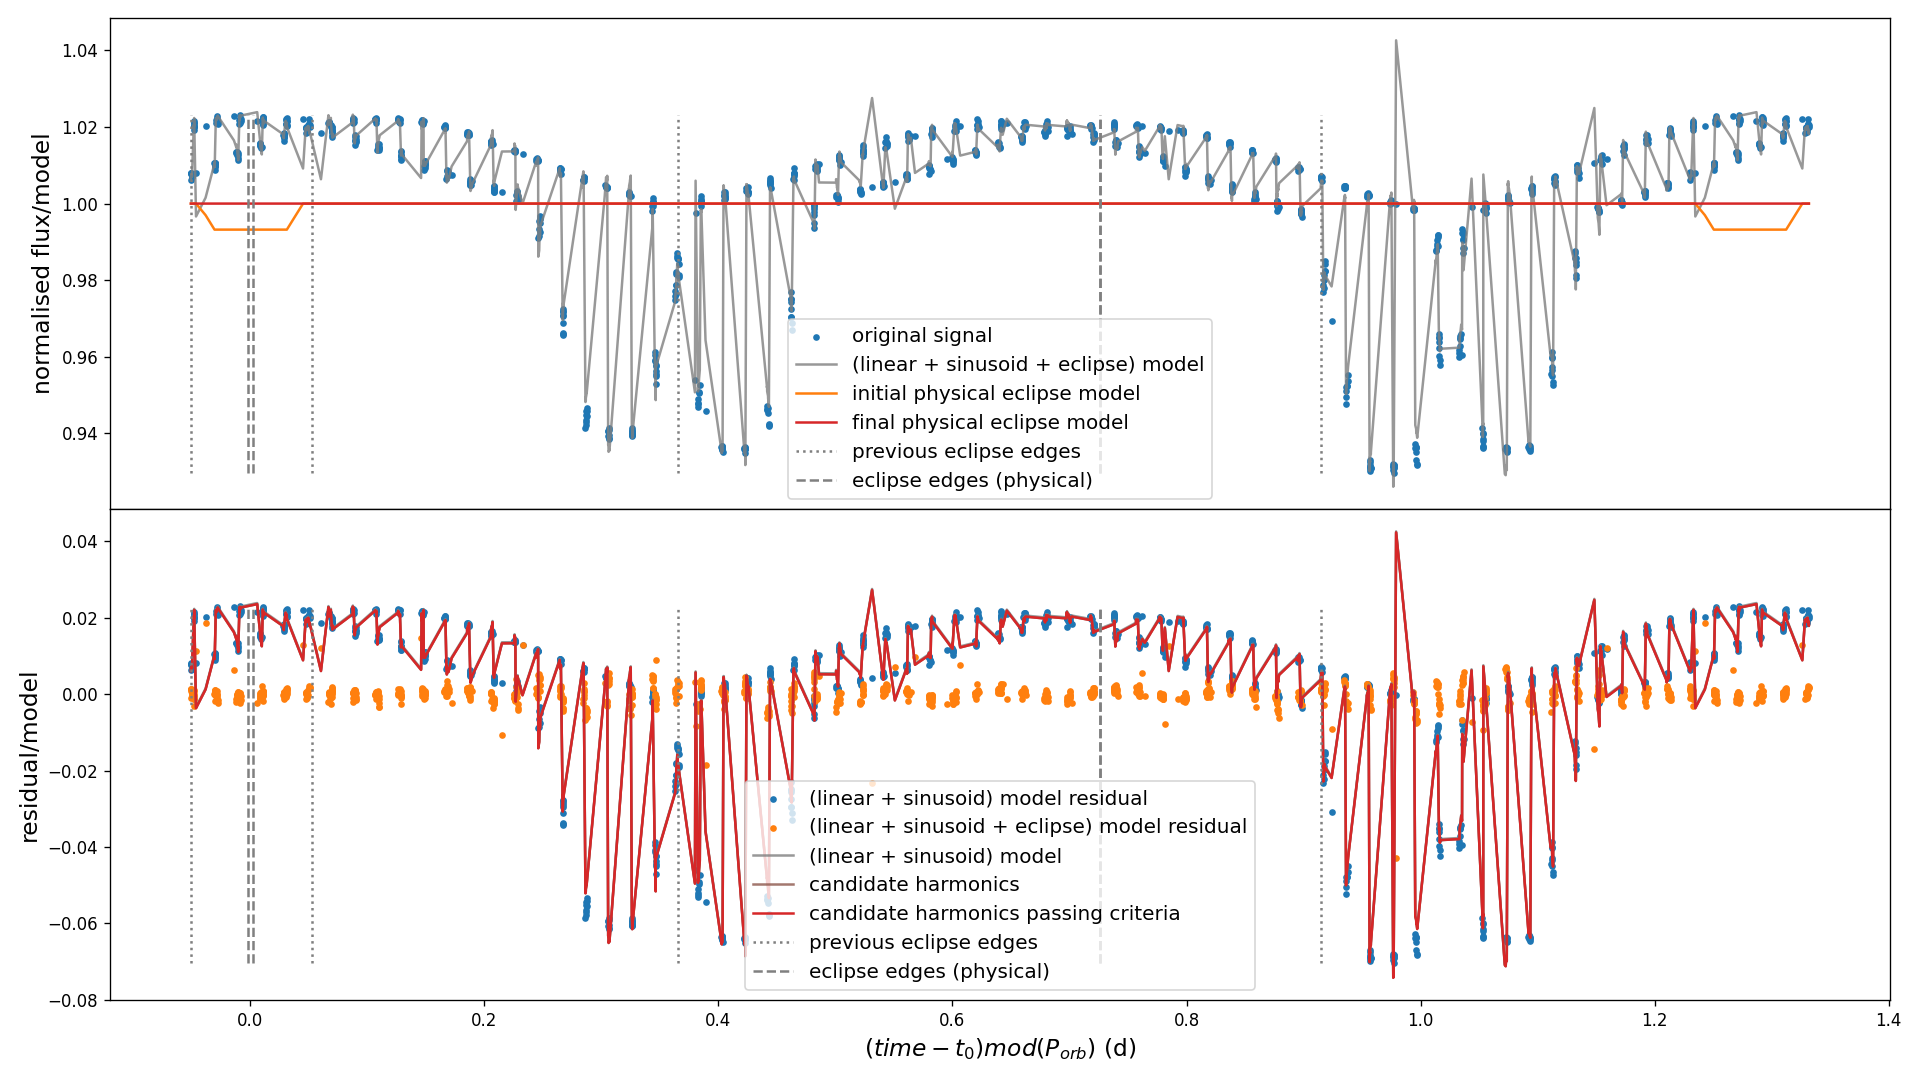 normalised flux/model
1.04
1.02
1.00
0.98
0.96
0.94
original signal
(linear + sinusoid + eclipse) model
initial physical eclipse model
final physical eclipse model
previous eclipse edges
eclipse edges (physical)
residual/model
0.04
0.02
0.00
−0.02
−0.04
−0.06
−0.08
(linear + sinusoid) model residual
(linear + sinusoid + eclipse) model residual
(linear + sinusoid) model
candidate harmonics
candidate harmonics passing criteria
previous eclipse edges
eclipse edges (physical)
0.0 0.2 0.4 0.6 0.8 1.0 1.2 1.4
(time − t₀)mod(P_orb) (d)